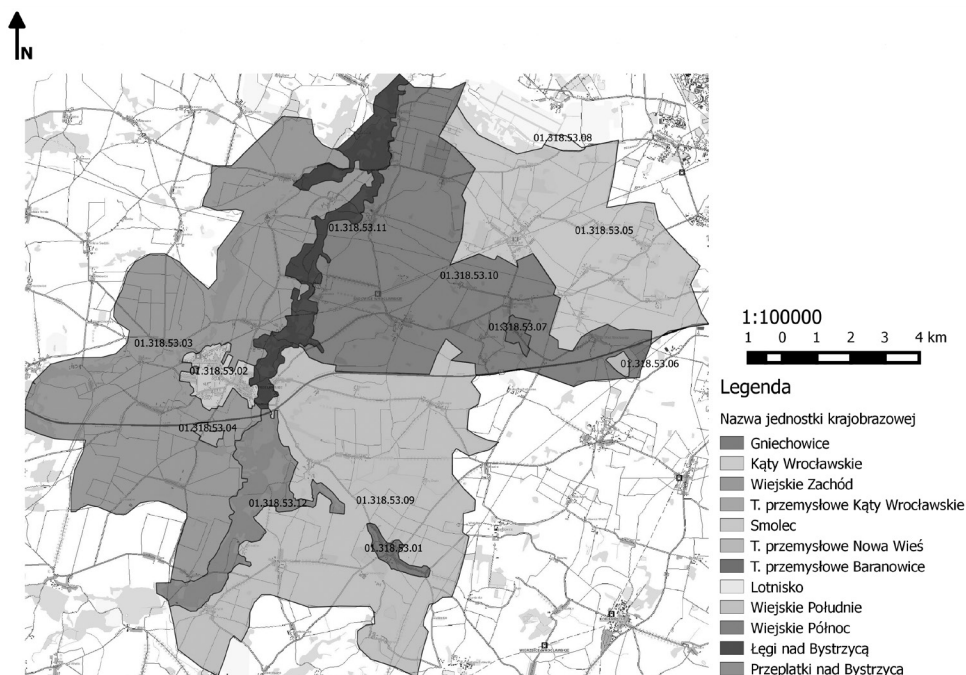 N
01.318.53.08
01.318.53.11
01.318.53.05
01.318.53.10
01.318.53.07
01.318.53.03
01.318.53.02
01.318.53.06
01.318.53.04
01.318.53.12
01.318.53.09
01.318.53.01
1:100000
1 0 1 2 3 4 km
Legenda
Nazwa jednostki krajobrazowej
Gniechowice
Kąty Wrocławskie
Wiejskie Zachód
T. przemysłowe Kąty Wrocławskie
Smolec
T. przemysłowe Nowa Wieś
T. przemysłowe Baranowice
Lotnisko
Wiejskie Południe
Wiejskie Północ
Łęgi nad Bystrzycą
Przepłatki nad Bystrzycą